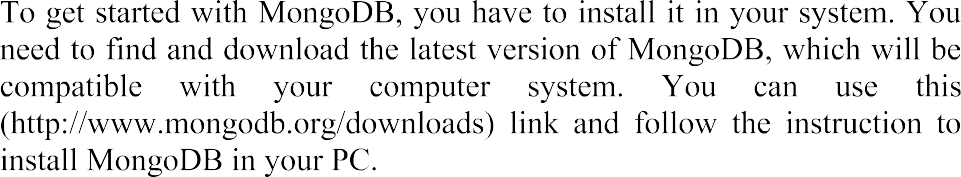 To get started with MongoDB, you have to install it in your system. You
need to find and download the latest version of MongoDB, which will be
compatible with your computer system. You can use this
(http://www.mongodb.org/downloads) link and follow the instruction to
install MongoDB in your PC.